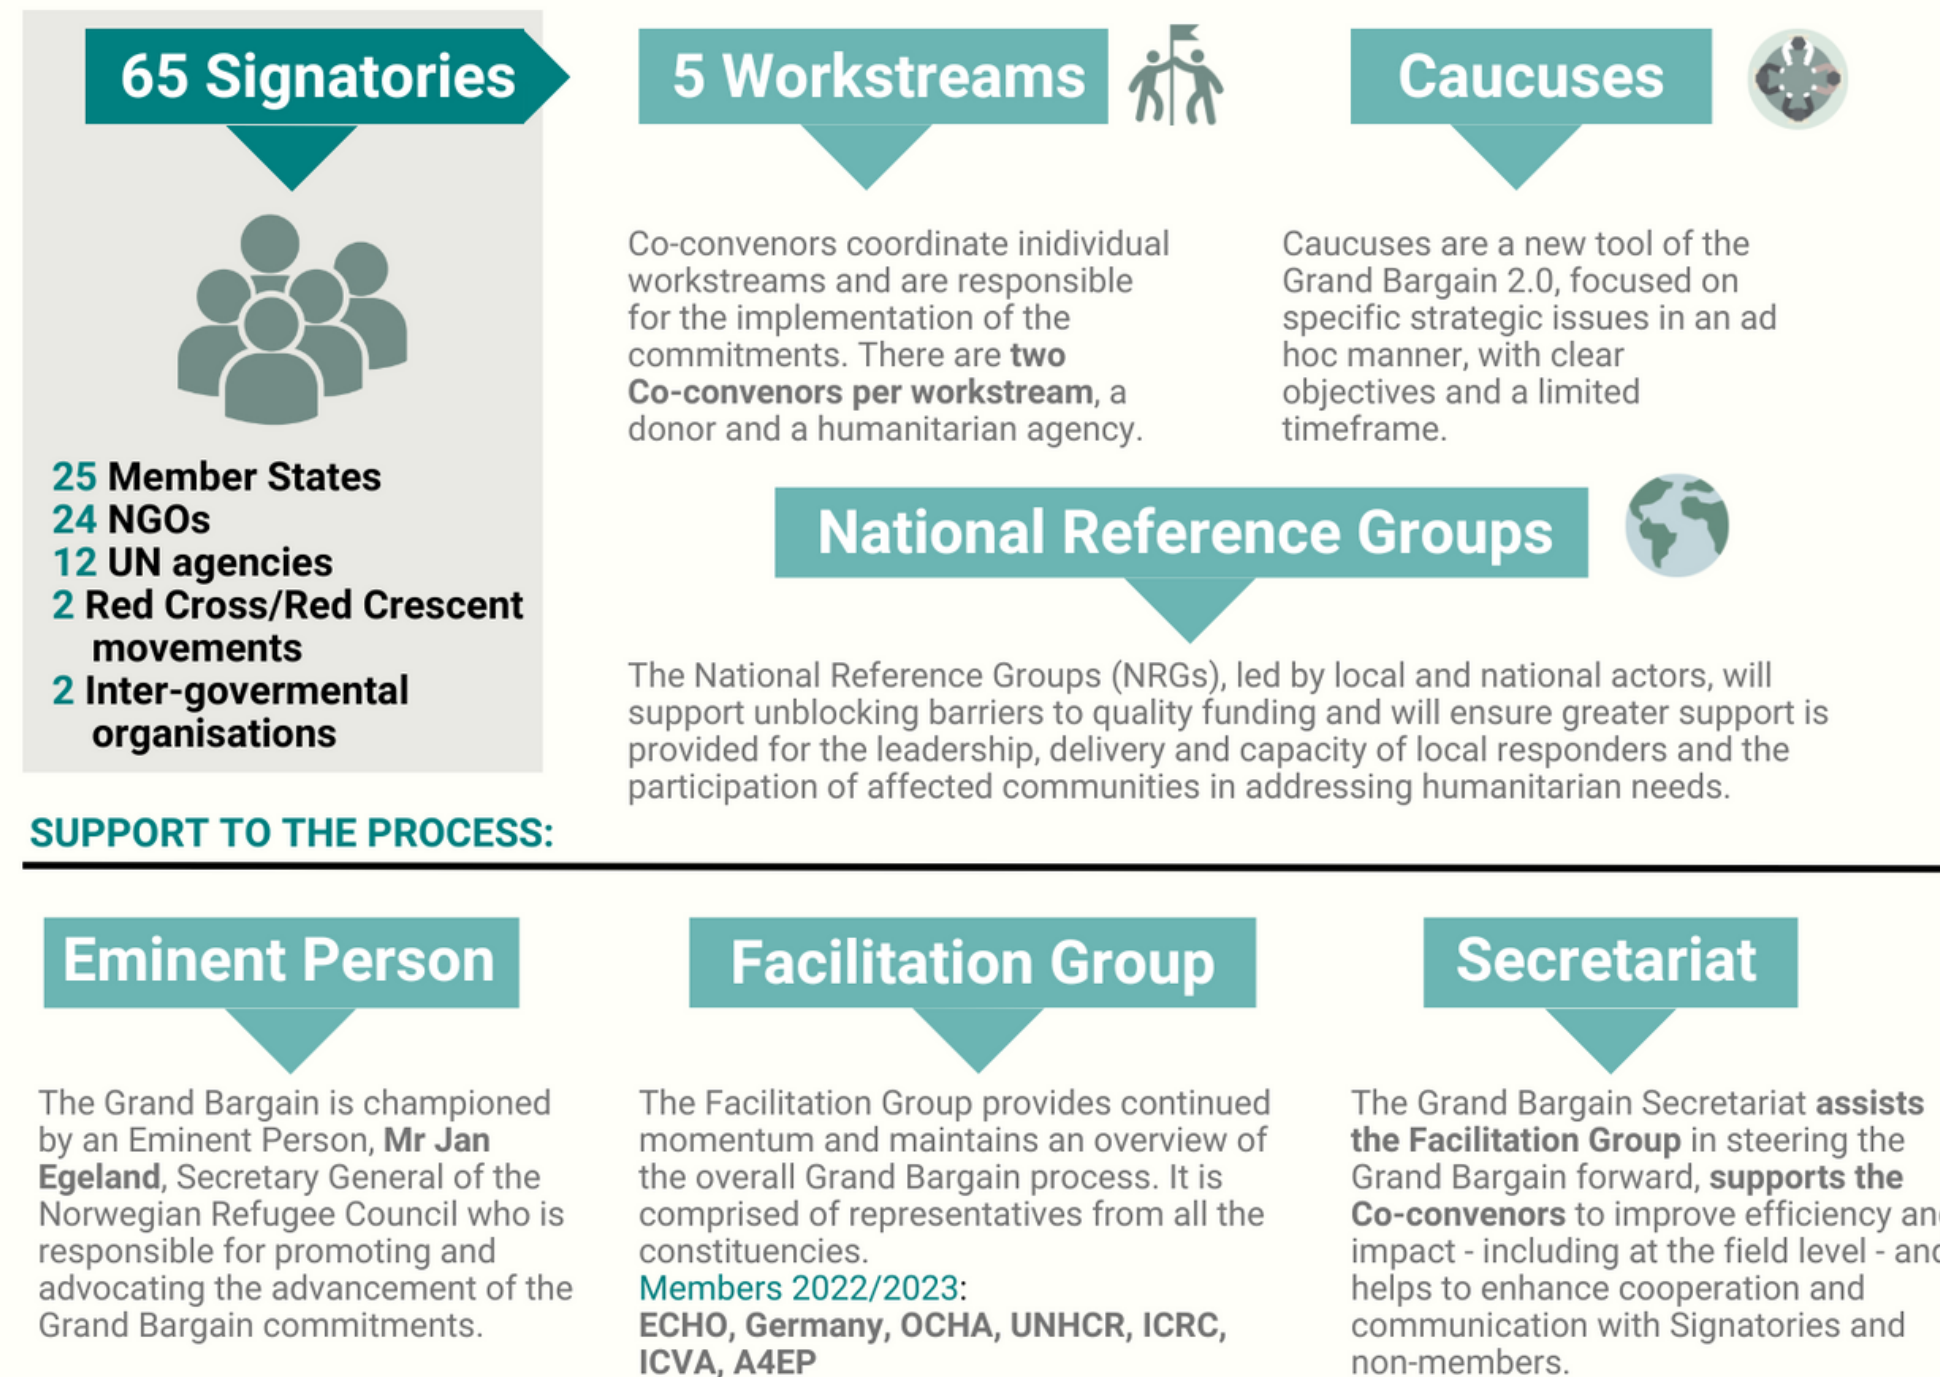 65 Signatories
25 Member States
24 NGOs
12 UN agencies
2 Red Cross/Red Crescent
movements
2 Inter-govermental
organisations
5 Workstreams
Co-convenors coordinate inidividual
workstreams and are responsible
for the implementation of the
commitments. There are two
Co-convenors per workstream, a
donor and a humanitarian agency.
Caucuses
Caucuses are a new tool of the
Grand Bargain 2.0, focused on
specific strategic issues in an ad
hoc manner, with clear
objectives and a limited
timeframe.
National Reference Groups
The National Reference Groups (NRGs), led by local and national actors, will
support unblocking barriers to quality funding and will ensure greater support is
provided for the leadership, delivery and capacity of local responders and the
participation of affected communities in addressing humanitarian needs.
SUPPORT TO THE PROCESS:
Eminent Person
The Grand Bargain is championed
by an Eminent Person, Mr Jan
Egeland, Secretary General of the
Norwegian Refugee Council who is
responsible for promoting and
advocating the advancement of the
Grand Bargain commitments.
Facilitation Group
The Facilitation Group provides continued
momentum and maintains an overview of
the overall Grand Bargain process. It is
comprised of representatives from all the
constituencies.
Members 2022/2023:
ECHO, Germany, OCHA, UNHCR, ICRC,
ICVA, A4EP
Secretariat
The Grand Bargain Secretariat assists
the Facilitation Group in steering the
Grand Bargain forward, supports the
Co-convenors to improve efficiency and
impact - including at the field level - and
helps to enhance cooperation and
communication with Signatories and
non-members.